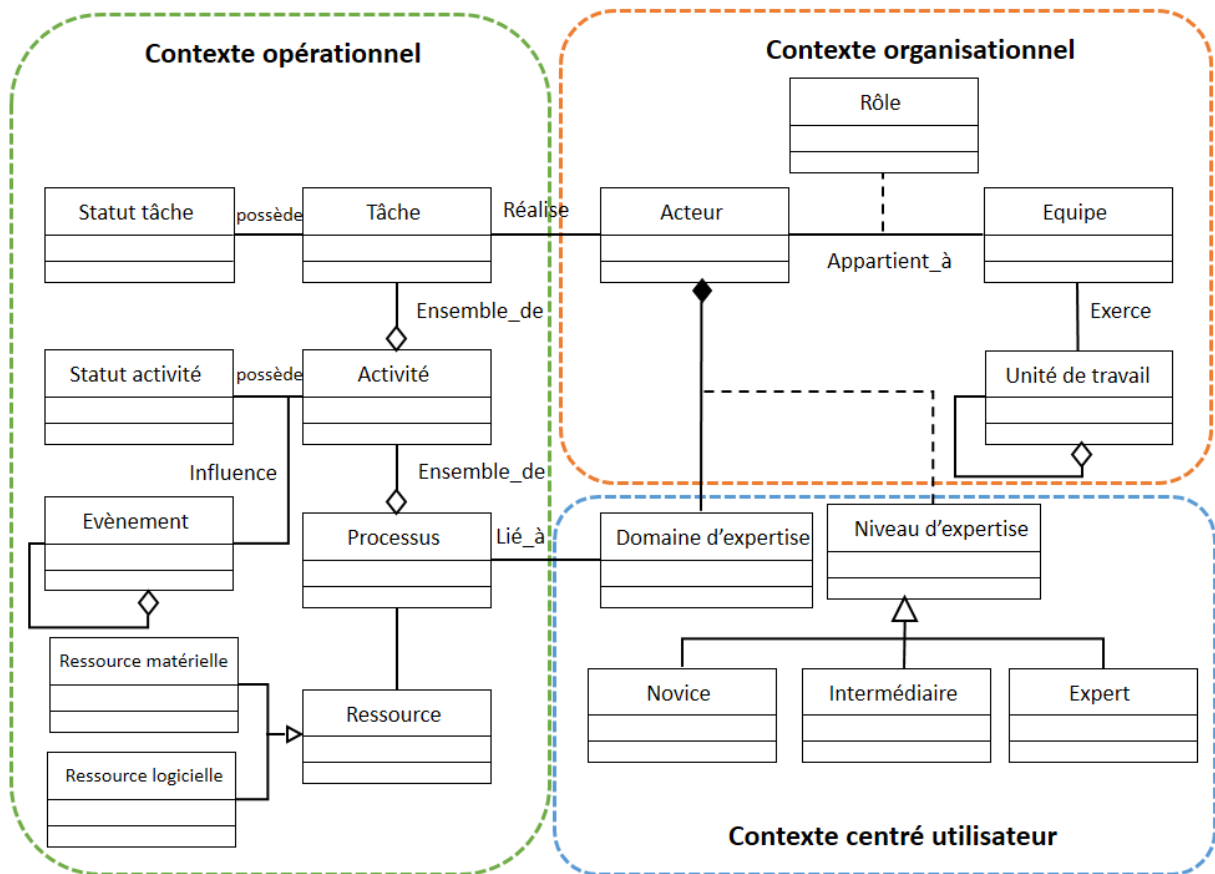 Contexte opérationnel
Contexte organisationnel
Rôle
Statut tâche
possède
Tâche
Réalise
Acteur
Appartient_à
Equipe
Ensemble_de
Exerce
Statut activité
possède
Activité
Unité de travail
Influence
Ensemble_de
Evènement
Processus
Lié_à
Domaine d'expertise
Niveau d'expertise
Ressource matérielle
Ressource
Ressource logicielle
Novice
Intermédiaire
Expert
Contexte centré utilisateur